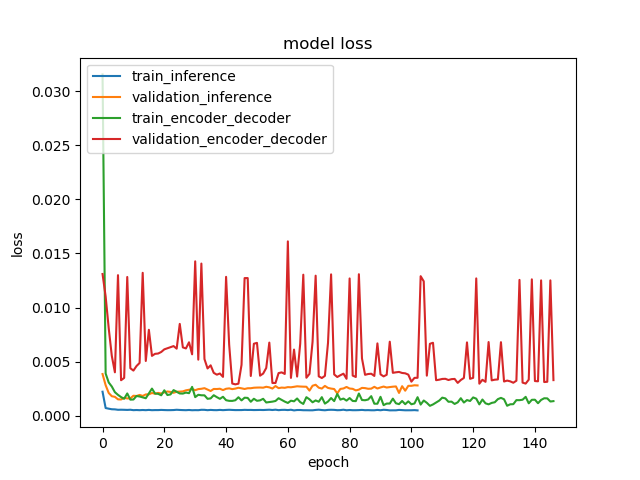 model loss
train_inference
validation_inference
train_encoder_decoder
validation_encoder_decoder
loss
0.030
0.025
0.020
0.015
0.010
0.005
0.000
0 20 40 60 80 100 120 140
epoch